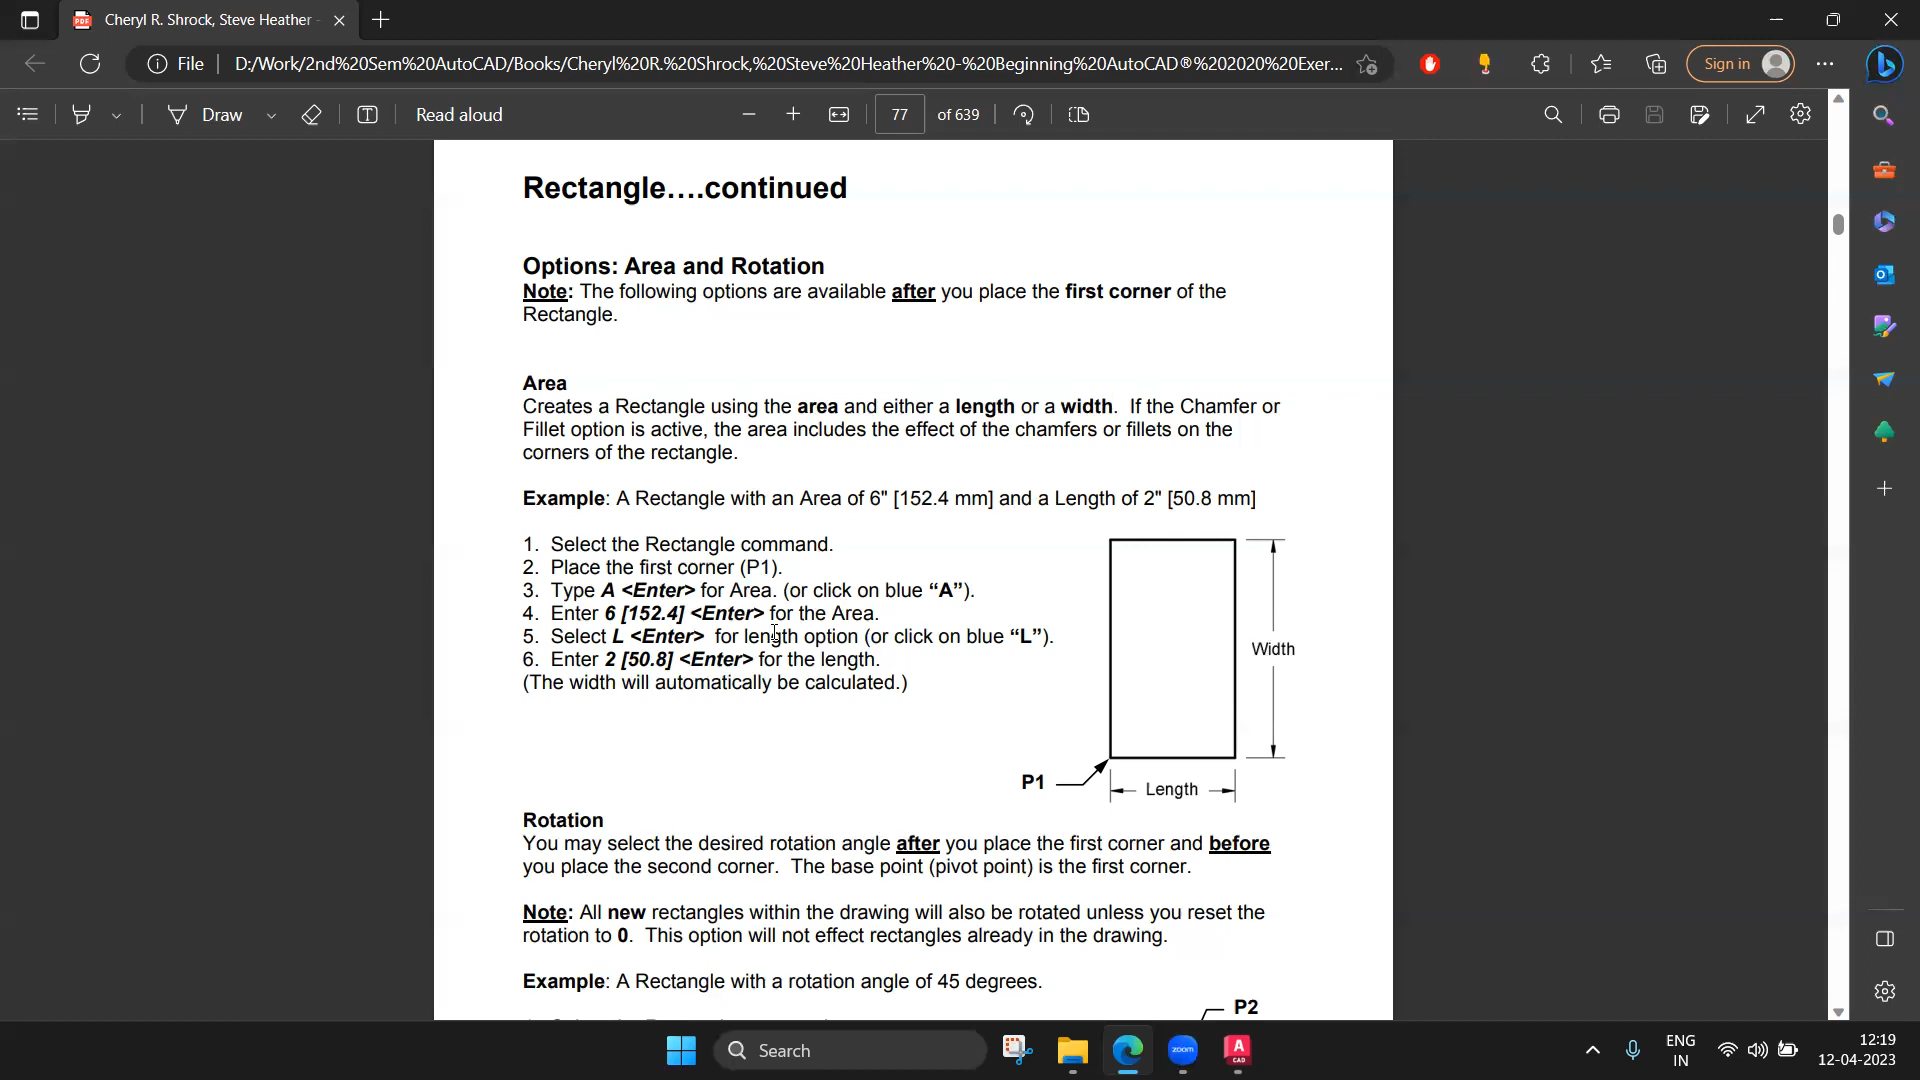 Cheryl R. Shrock, Steve Heather -
File
D:/Work/2nd%20Sem%20AutoCAD/Books/Cheryl%20R.%20Shrock,%20Steve%20Heather%20-%20Beginning%20AutoCAD®%202020%20Exer...
Sign in
Draw
Read aloud
77 of 639
Rectangle....continued
Options: Area and Rotation
Note: The following options are available after you place the first corner of the
Rectangle.
Area
Creates a Rectangle using the area and either a length or a width. If the Chamfer or
Fillet option is active, the area includes the effect of the chamfers or fillets on the
corners of the rectangle.
Example: A Rectangle with an Area of 6" [152.4 mm] and a Length of 2" [50.8 mm]
1. Select the Rectangle command.
2. Place the first corner (P1).
3. Type A <Enter> for Area. (or click on blue “A”).
4. Enter 6 [152.4] <Enter> for the Area.
5. Select L <Enter> for length option (or click on blue “L”).
6. Enter 2 [50.8] <Enter> for the length.
(The width will automatically be calculated.)
Width
P1
Length
Rotation
You may select the desired rotation angle after you place the first corner and before
you place the second corner. The base point (pivot point) is the first corner.
Note: All new rectangles within the drawing will also be rotated unless you reset the
rotation to 0. This option will not effect rectangles already in the drawing.
Example: A Rectangle with a rotation angle of 45 degrees.
P2
Search
zoom
A
CAD
ENG
IN
12:19
12-04-2023